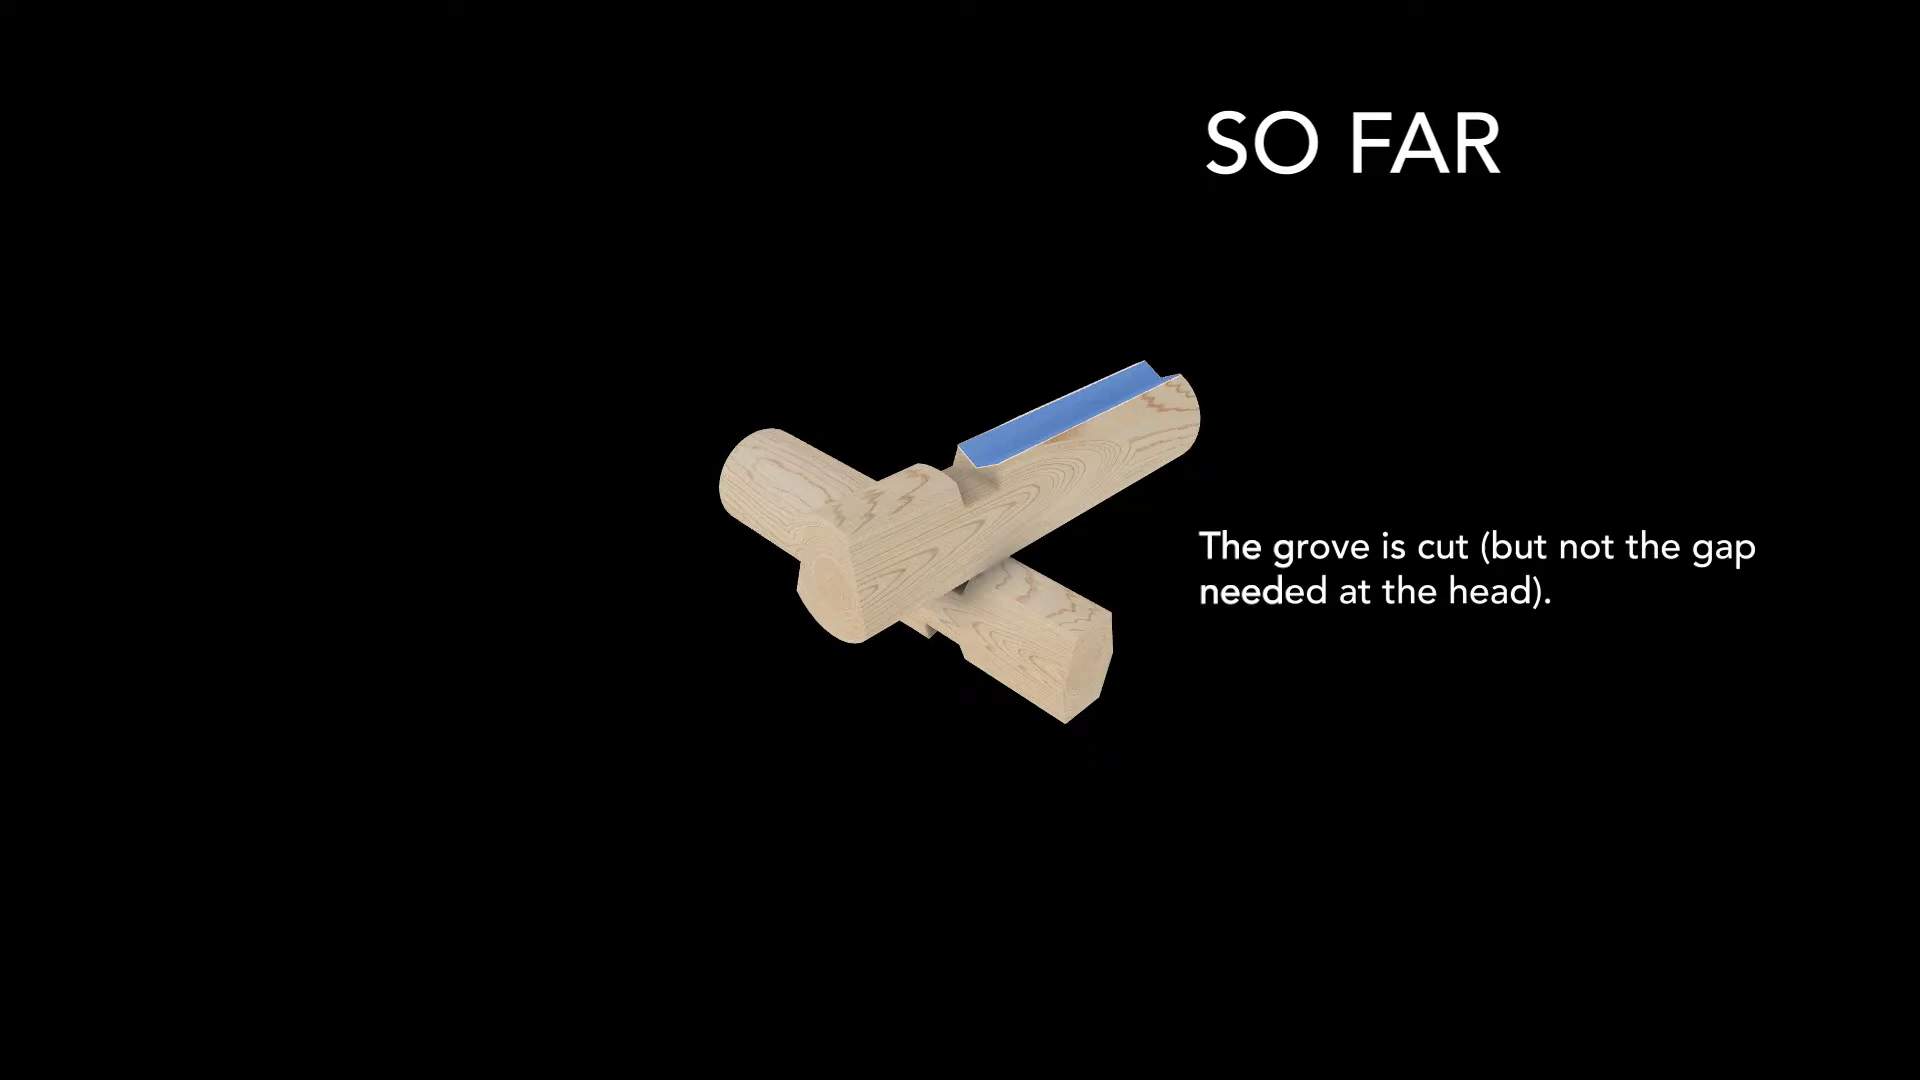 SO FAR
The grove is cut (but not the gap
needed at the head).